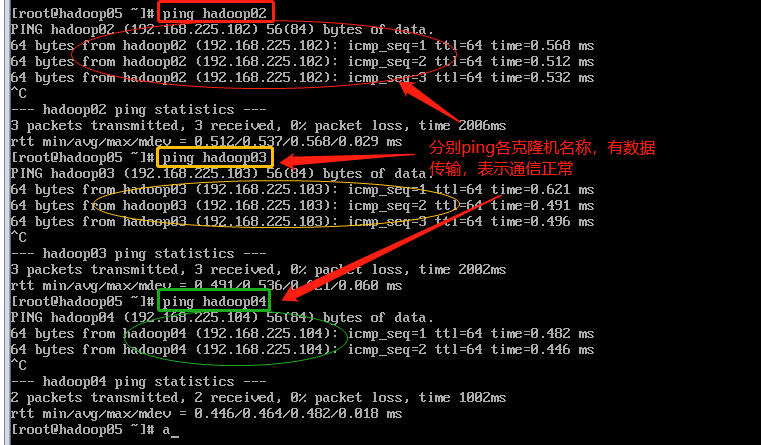 [root@hadoop05 ~]# ping hadoop02
PING hadoop02 (192.168.225.102) 56(84) bytes of data.
64 bytes from hadoop02 (192.168.225.102): icmp_seq=1 ttl=64 time=0.568 ms
64 bytes from hadoop02 (192.168.225.102): icmp_seq=2 ttl=64 time=0.512 ms
64 bytes from hadoop02 (192.168.225.102): icmp_seq=3 ttl=64 time=0.532 ms
^C
--- hadoop02 ping statistics ---
3 packets transmitted, 3 received, 0% packet loss, time 2006ms
rtt min/avg/max/mdev = 0.512/0.537/0.568/0.029 ms
[root@hadoop05 ~]# ping hadoop03
分别ping各克隆机名称，有数据
传输，表示通信正常
PING hadoop03 (192.168.225.103) 56(84) bytes of data.
64 bytes from hadoop03 (192.168.225.103): icmp_seq=1 ttl=64 time=0.621 ms
64 bytes from hadoop03 (192.168.225.103): icmp_seq=2 ttl=64 time=0.491 ms
64 bytes from hadoop03 (192.168.225.103): icmp_seq=3 ttl=64 time=0.496 ms
^C
--- hadoop03 ping statistics ---
3 packets transmitted, 3 received, 0% packet loss, time 2002ms
rtt min/avg/max/mdev = 0.491/0.536/0.621/0.060 ms
[root@hadoop05 ~]# ping hadoop04
PING hadoop04 (192.168.225.104) 56(84) bytes of data.
64 bytes from hadoop04 (192.168.225.104): icmp_seq=1 ttl=64 time=0.482 ms
64 bytes from hadoop04 (192.168.225.104): icmp_seq=2 ttl=64 time=0.446 ms
^C
--- hadoop04 ping statistics ---
2 packets transmitted, 2 received, 0% packet loss, time 1002ms
rtt min/avg/max/mdev = 0.446/0.464/0.482/0.018 ms
[root@hadoop05 ~]# a_